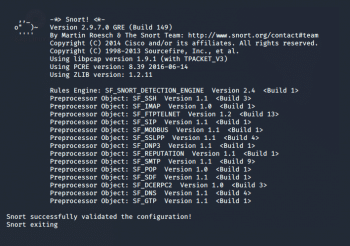 -*> Snort! <*-
Version 2.9.7.0 GRE (Build 149)
By Martin Roesch & The Snort Team: http://www.snort.org/contact#team
Copyright (C) 2014 Cisco and/or its affiliates. All rights reserved.
Copyright (C) 1998-2013 Sourcefire, Inc., et al.
Using libpcap version 1.9.1 (with TPACKET_V3)
Using PCRE version: 8.39 2016-06-14
Using ZLIB version: 1.2.11
Rules Engine: SF_SNORT_DETECTION_ENGINE Version 2.4 <Build 1>
Preprocessor Object: SF_SSH Version 1.1 <Build 3>
Preprocessor Object: SF_IMAP Version 1.0 <Build 1>
Preprocessor Object: SF_FTPTELNET Version 1.2 <Build 13>
Preprocessor Object: SF_SIP Version 1.1 <Build 1>
Preprocessor Object: SF_MODBUS Version 1.1 <Build 1>
Preprocessor Object: SF_SSLPP Version 1.1 <Build 4>
Preprocessor Object: SF_DNP3 Version 1.1 <Build 1>
Preprocessor Object: SF_REPUTATION Version 1.1 <Build 1>
Preprocessor Object: SF_SMTP Version 1.1 <Build 9>
Preprocessor Object: SF_POP Version 1.0 <Build 1>
Preprocessor Object: SF_SDF Version 1.1 <Build 1>
Preprocessor Object: SF_DCERPC2 Version 1.0 <Build 3>
Preprocessor Object: SF_DNS Version 1.1 <Build 4>
Preprocessor Object: SF_GTP Version 1.1 <Build 1>
Snort successfully validated the configuration!
Snort exiting